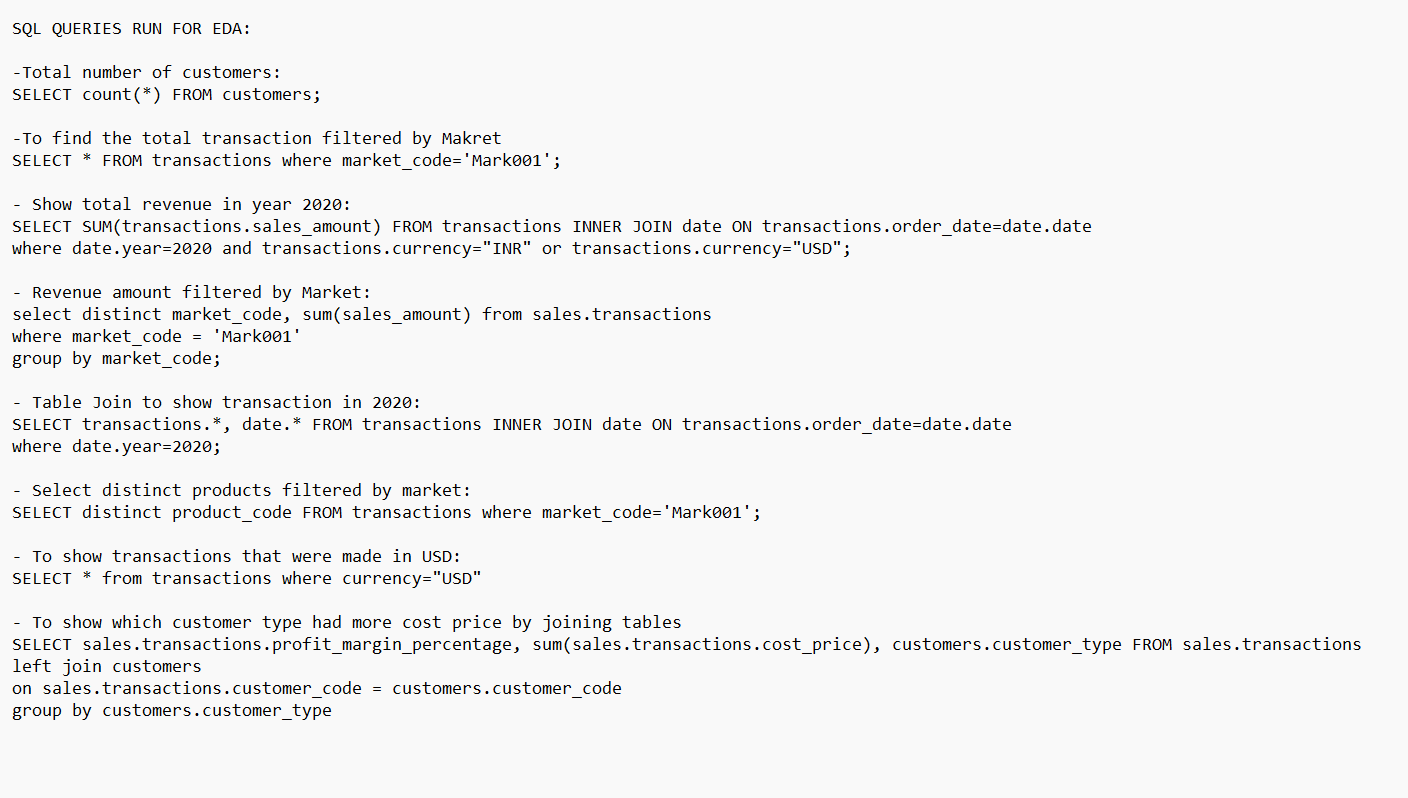 SQL QUERIES RUN FOR EDA:
-Total number of customers:
SELECT count(*) FROM customers;
-To find the total transaction filtered by Makret
SELECT * FROM transactions where market_code='Mark001';
- Show total revenue in year 2020:
SELECT SUM(transactions.sales_amount) FROM transactions INNER JOIN date ON transactions.order_date=date.date
where date.year=2020 and transactions.currency="INR" or transactions.currency="USD";
- Revenue amount filtered by Market:
select distinct market_code, sum(sales_amount) from sales.transactions
where market_code = 'Mark001'
group by market_code;
- Table Join to show transaction in 2020:
SELECT transactions.*, date.* FROM transactions INNER JOIN date ON transactions.order_date=date.date
where date.year=2020;
- Select distinct products filtered by market:
SELECT distinct product_code FROM transactions where market_code='Mark001';
- To show transactions that were made in USD:
SELECT * from transactions where currency="USD"
- To show which customer type had more cost price by joining tables
SELECT sales.transactions.profit_margin_percentage, sum(sales.transactions.cost_price), customers.customer_type FROM sales.transactions
left join customers
on sales.transactions.customer_code = customers.customer_code
group by customers.customer_type